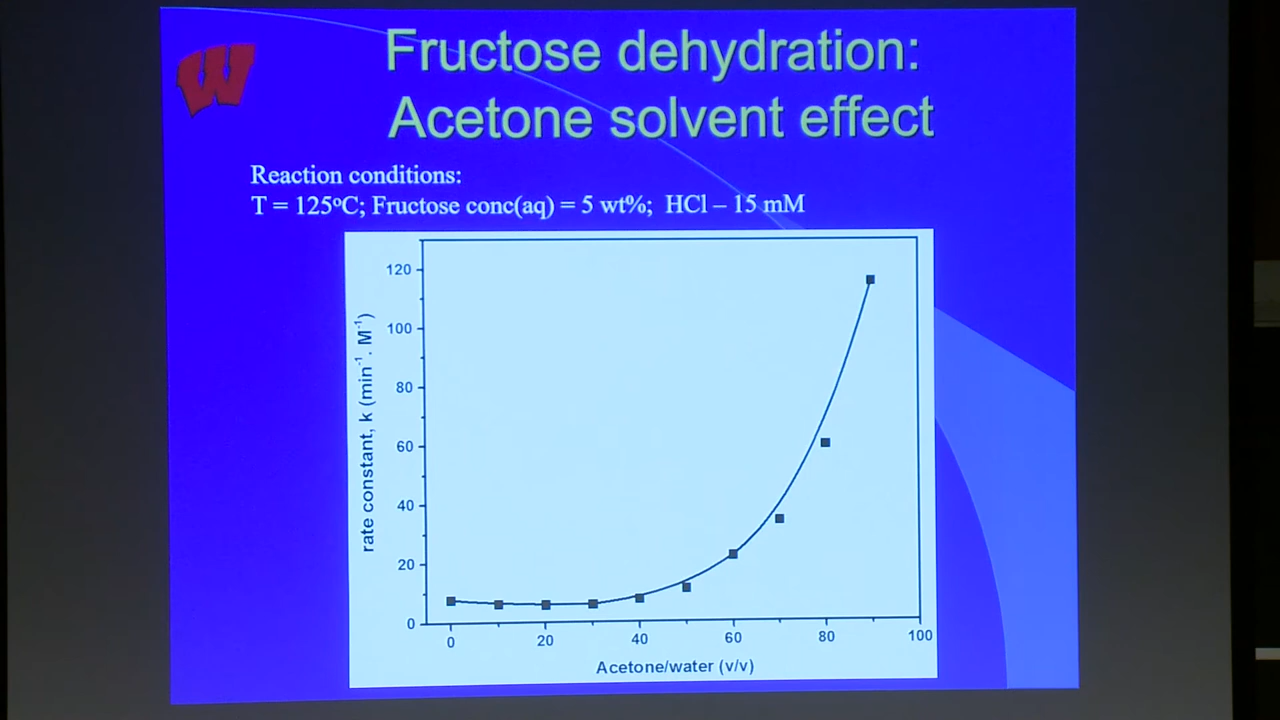 W
Fructose dehydration:
Acetone solvent effect
Reaction conditions:
T = 125ºC; Fructose conc(aq) = 5 wt%; HCl – 15 mM
120
100
80
60
40
20
0
rate constant, k (min⁻¹. M⁻¹)
0 20 40 60 80 100
Acetone/water (v/v)